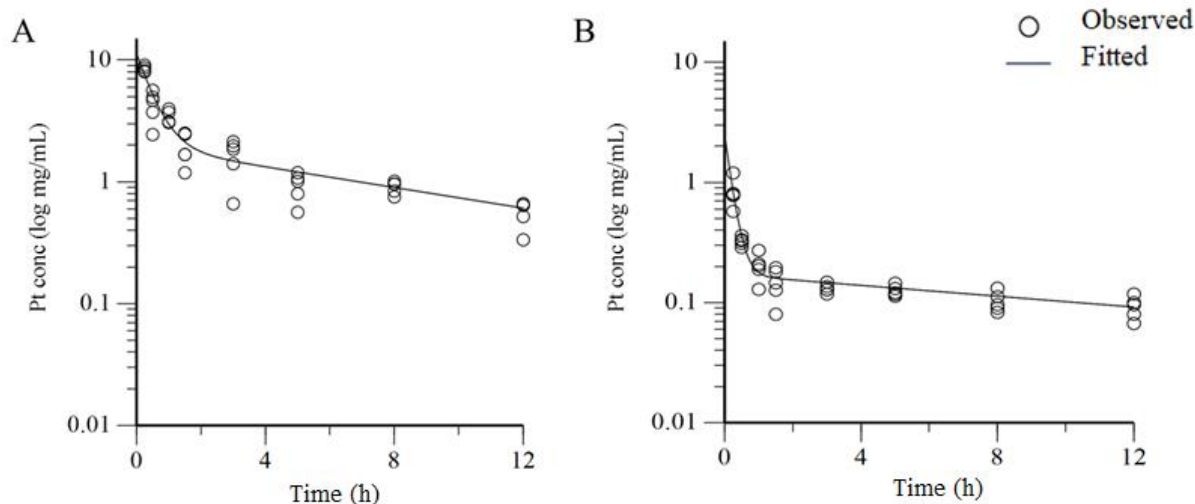 A
Pt conc (log mg/mL)
10
1
0.1
0.01
0
4
8
12
Time (h)
B
Observed
Fitted
Pt conc (log mg/mL)
10
1
0.1
0.01
0
4
8
12
Time (h)